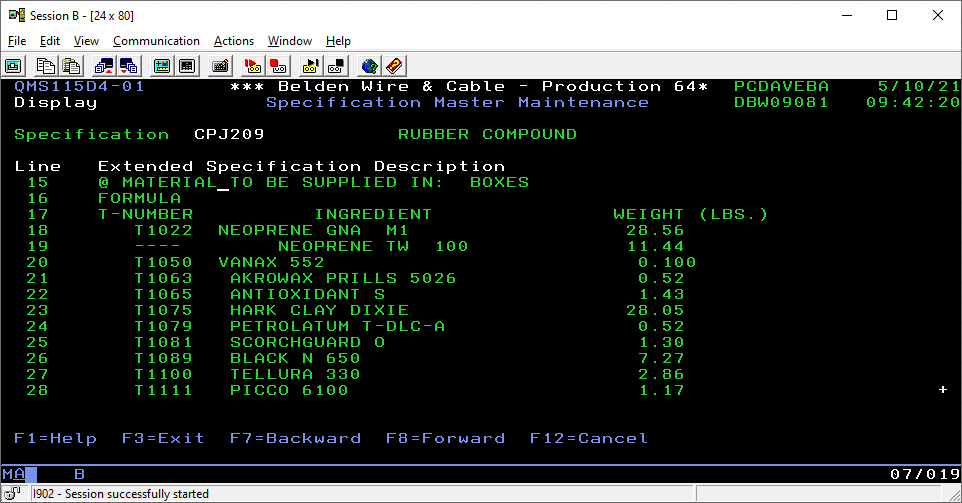 Session B - [24 x 80]
File Edit View Communication Actions Window Help
QMS115D4-01 *** Belden Wire & Cable - Production 64* PCDAVEBA 5/10/21
Display Specification Master Maintenance DBW09081 09:42:20
Specification CPJ209 RUBBER COMPOUND
Line Extended Specification Description
15 @ MATERIAL_TO BE SUPPLIED IN: BOXES
16 FORMULA
17 T-NUMBER INGREDIENT WEIGHT (LBS.)
18 T1022 NEOPRENE GNA M1 28.56
19 ---- NEOPRENE TW 100 11.44
20 T1050 VANAX 552 0.100
21 T1063 AKROWAX PRILLS 5026 0.52
22 T1065 ANTIOXIDANT S 1.43
23 T1075 HARK CLAY DIXIE 28.05
24 T1079 PETROLATUM T-DLC-A 0.52
25 T1081 SCORCHGUARD O 1.30
26 T1089 BLACK N 650 7.27
27 T1100 TELLURA 330 2.86
28 T1111 PICCO 6100 1.17 +
F1=Help F3=Exit F7=Backward F8=Forward F12=Cancel
MA B 07/019
I902 - Session successfully started